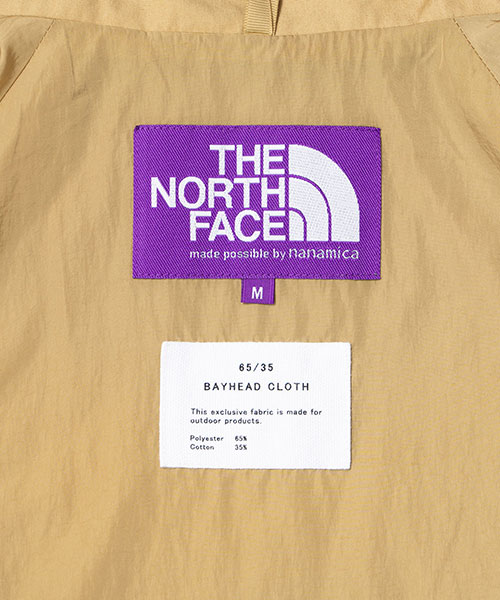 THE
NORTH
FACE
made possible by nanamica
M
65/35
BAYHEAD CLOTH
This exclusive fabric is made for
outdoor products.
Polyester 65%
Cotton 35%